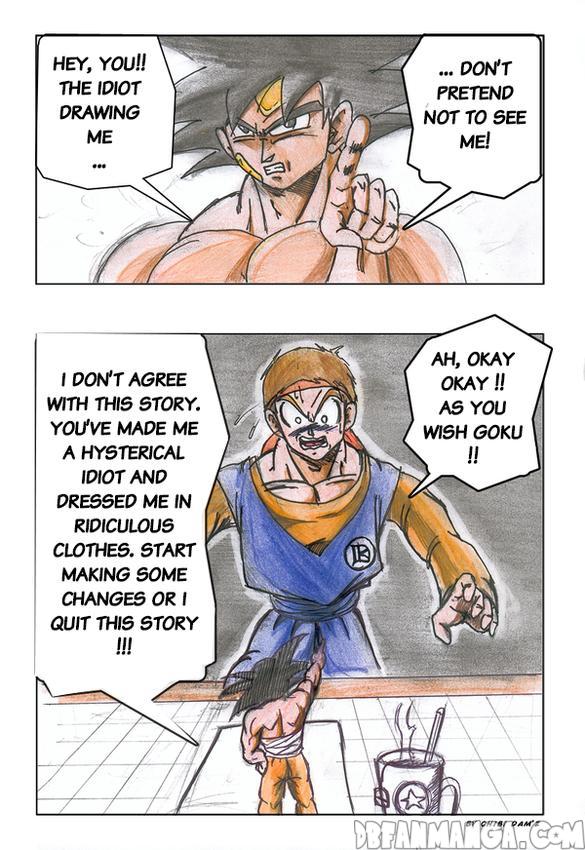 HEY, YOU!!
THE IDIOT
DRAWING
ME
...
... DON'T
PRETEND
NOT TO SEE
ME!
I DON'T AGREE
WITH THIS STORY.
YOU'VE MADE ME
A HYSTERICAL
IDIOT AND
DRESSED ME IN
RIDICULOUS
CLOTHES. START
MAKING SOME
CHANGES OR I
QUIT THIS STORY
!!!
AH, OKAY
OKAY !!
AS YOU
WISH GOKU
!!
BY
DBFANMANGA.COM